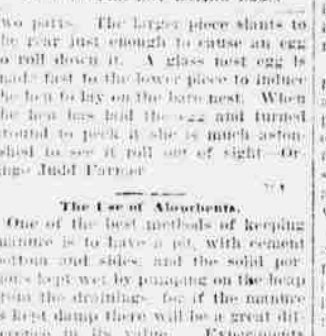 two parts. The larger piece slants to
the rear just enough to cause an egg
to roll down it. A glass nest egg is
made fast to the lower piece to induce
the hen to lay on the bare nest. When
the hen has laid the egg and turned
around to peck it she is much aston-
ished to see it roll out of sight—Or-
ange Judd Farmer
The Use of Absorbents.
One of the best methods of keeping
manure is to have a pit, with cement
bottom and sides, and the solid por-
tions kept wet by pumping on the heap
from the drainings, for if the manure
is kept damp there will be a great dif-
ference in its value. Experiments